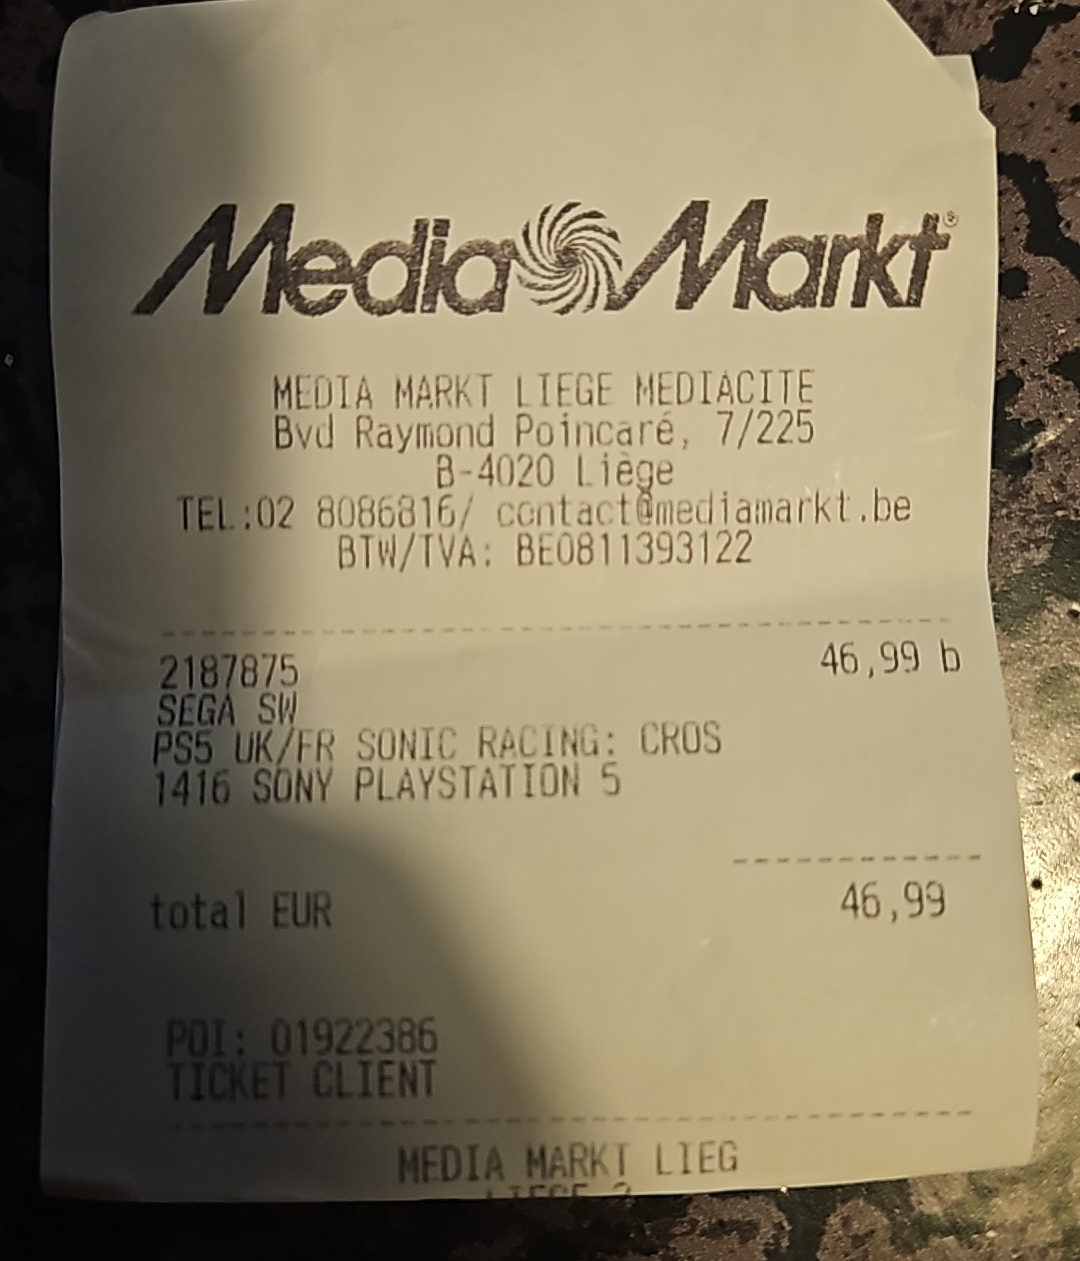 Media Markt®
MEDIA MARKT LIEGE MEDIACITE
Bvd Raymond Poincaré, 7/225
B-4020 Liège
TEL:02 8086816/ contact@mediamarkt.be
BTW/TVA: BE0811393122
2187875 46,99 b
SEGA SW
PS5 UK/FR SONIC RACING: CROS
1416 SONY PLAYSTATION 5
total EUR 46,99
POI: 01922386
TICKET CLIENT
MEDIA MARKT LIEG